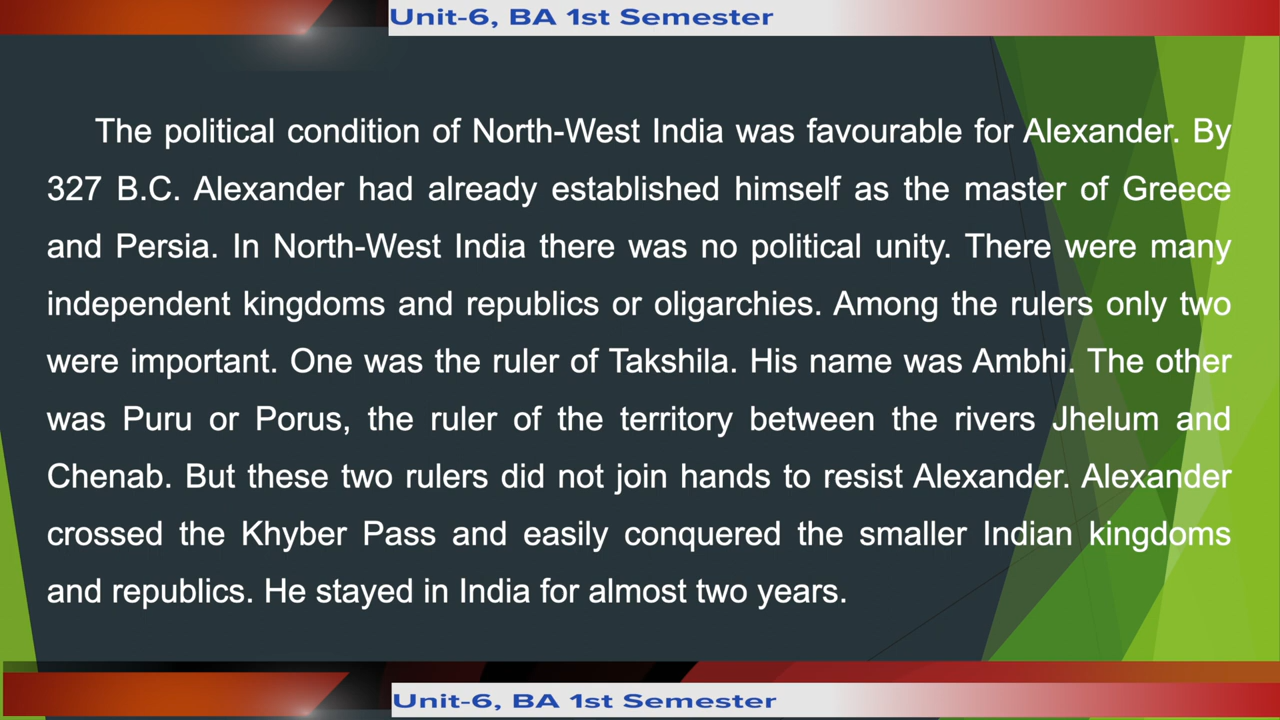 Unit-6, BA 1st Semester
The political condition of North-West India was favourable for Alexander. By
327 B.C. Alexander had already established himself as the master of Greece
and Persia. In North-West India there was no political unity. There were many
independent kingdoms and republics or oligarchies. Among the rulers only two
were important. One was the ruler of Takshila. His name was Ambhi. The other
was Puru or Porus, the ruler of the territory between the rivers Jhelum and
Chenab. But these two rulers did not join hands to resist Alexander. Alexander
crossed the Khyber Pass and easily conquered the smaller Indian kingdoms
and republics. He stayed in India for almost two years.
Unit-6, BA 1st Semester